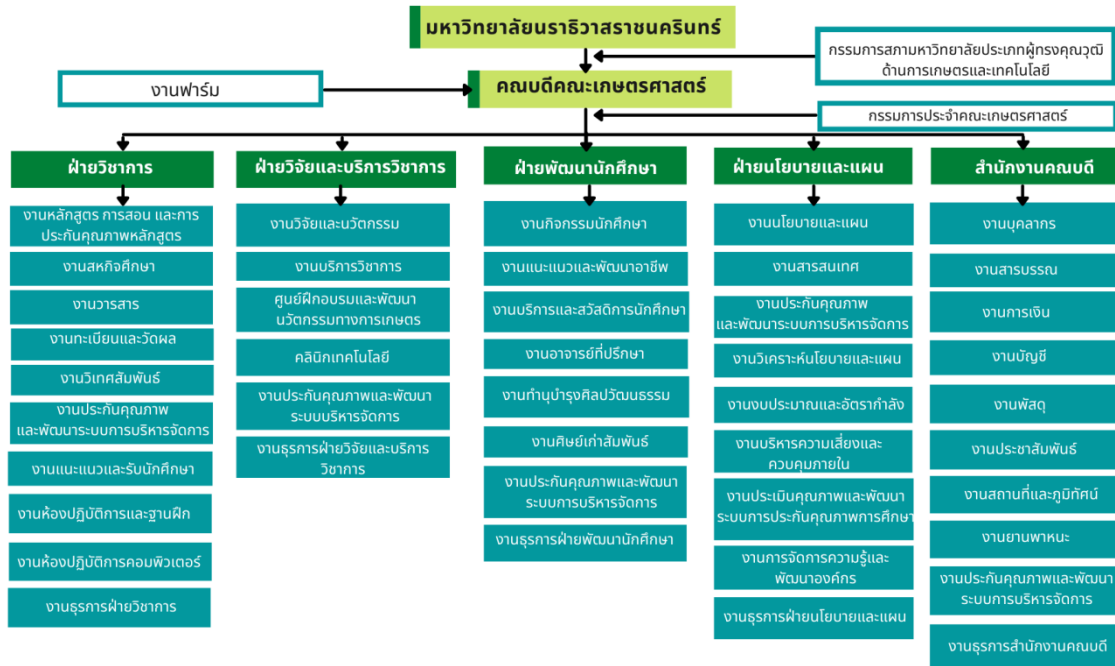 มหาวิทยาลัยนราธิวาสราชนครินทร์
กรรมการสภามหาวิทยาลัยประเภทผู้ทรงคุณวุฒิ
ด้านการเกษตรและเทคโนโลยี
งานฟาร์ม
คณบดีคณะเกษตรศาสตร์
กรรมการประจำคณะเกษตรศาสตร์
ฝ่ายวิชาการ
งานหลักสูตร การสอน และการ
ประกันคุณภาพหลักสูตร
งานสหกิจศึกษา
งานวารสาร
งานทะเบียนและวัดผล
งานวิเทศสัมพันธ์
งานประกันคุณภาพ
และพัฒนาระบบการบริหารจัดการ
งานแนะแนวและรับนักศึกษา
งานห้องปฏิบัติการและฐานฝึก
งานห้องปฏิบัติการคอมพิวเตอร์
งานธุรการฝ่ายวิชาการ
ฝ่ายวิจัยและบริการวิชาการ
งานวิจัยและนวัตกรรม
งานบริการวิชาการ
ศูนย์ฝึกอบรมและพัฒนา
นวัตกรรมทางการเกษตร
คลินิกเทคโนโลยี
งานประกันคุณภาพและพัฒนา
ระบบบริหารจัดการ
งานธุรการฝ่ายวิจัยและบริการ
วิชาการ
ฝ่ายพัฒนานักศึกษา
งานกิจกรรมนักศึกษา
งานแนะแนวและพัฒนาอาชีพ
งานบริการและสวัสดิการนักศึกษา
งานอาจารย์ที่ปรึกษา
งานทำนุบำรุงศิลปวัฒนธรรม
งานศิษย์เก่าสัมพันธ์
งานประกันคุณภาพและพัฒนา
ระบบการบริหารจัดการ
งานธุรการฝ่ายพัฒนานักศึกษา
ฝ่ายนโยบายและแผน
งานนโยบายและแผน
งานสารสนเทศ
งานประกันคุณภาพ
และพัฒนาระบบการบริหารจัดการ
งานวิเคราะห์นโยบายและแผน
งานงบประมาณและอัตรากำลัง
งานบริหารความเสี่ยงและ
ควบคุมภายใน
งานประเมินคุณภาพและพัฒนา
ระบบการประกันคุณภาพการศึกษา
งานการจัดการความรู้และ
พัฒนาองค์กร
งานธุรการฝ่ายนโยบายและแผน
สำนักงานคณบดี
งานบุคลากร
งานสารบรรณ
งานการเงิน
งานบัญชี
งานพัสดุ
งานประชาสัมพันธ์
งานสถานที่และภูมิทัศน์
งานยานพาหนะ
งานประกันคุณภาพและพัฒนา
ระบบการบริหารจัดการ
งานธุรการสำนักงานคณบดี